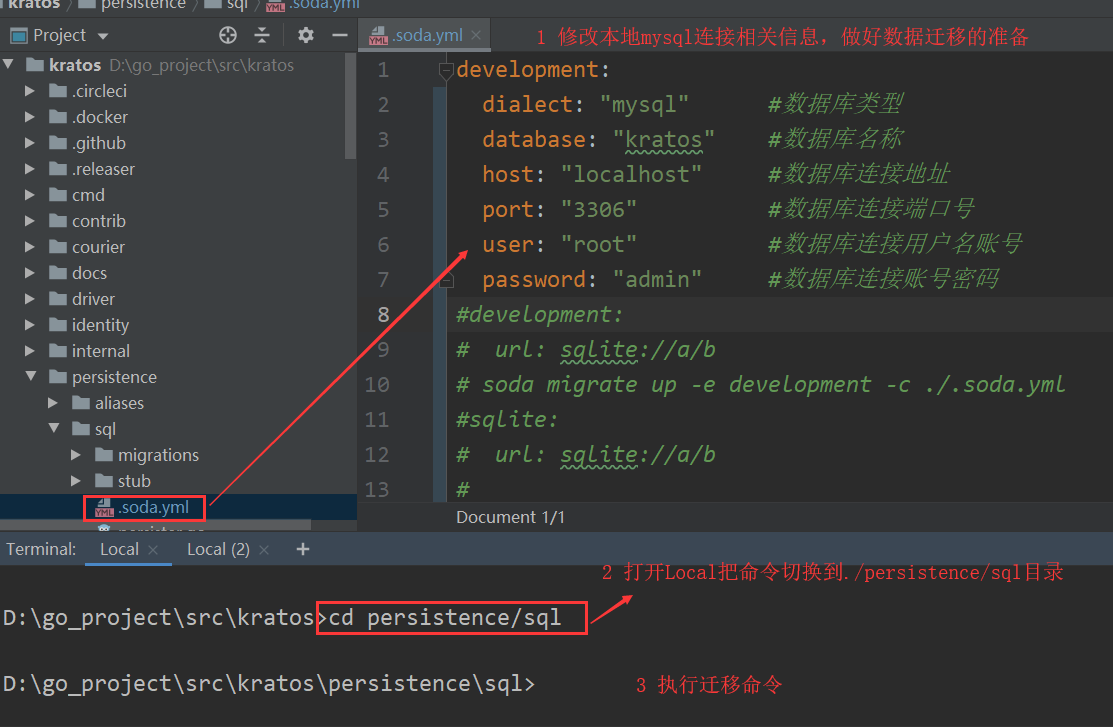 kratos persistence sql .soda.yml
Project
.soda.yml
1 修改本地mysql连接相关信息，做好数据迁移的准备
kratos D:\go_project\src\kratos
.circleci
.docker
.github
.releaser
cmd
contrib
courier
docs
driver
identity
internal
persistence
aliases
sql
migrations
stub
.soda.yml
1 development:
2 dialect: "mysql" #数据库类型
3 database: "kratos" #数据库名称
4 host: "localhost" #数据库连接地址
5 port: "3306" #数据库连接端口号
6 user: "root" #数据库连接用户名账号
7 password: "admin" #数据库连接账号密码
8 #development:
9 # url: sqlite://a/b
10 # soda migrate up -e development -c ./.soda.yml
11 #sqlite:
12 # url: sqlite://a/b
13 #
Document 1/1
Terminal: Local × Local (2) × +
2 打开Local把命令切换到./persistence/sql目录
D:\go_project\src\kratos>cd persistence/sql
D:\go_project\src\kratos\persistence\sql>
3 执行迁移命令